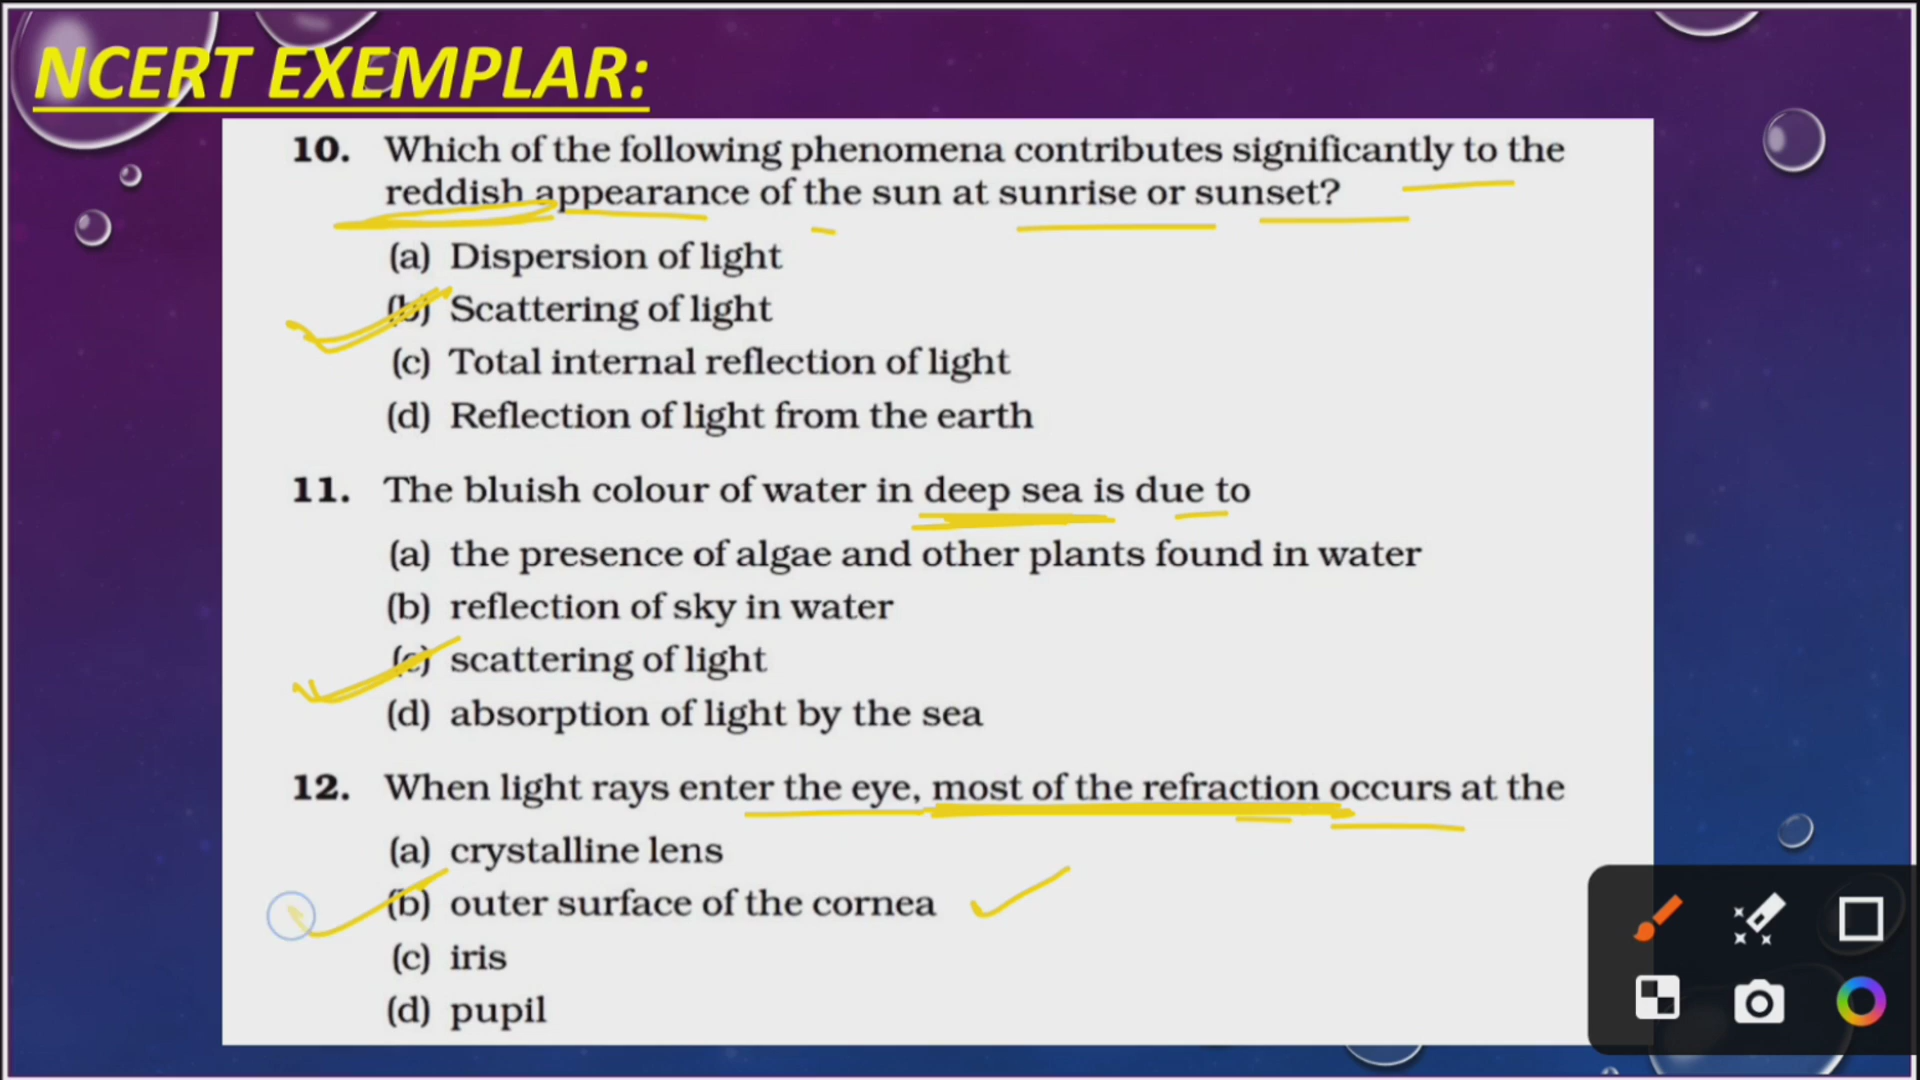 NCERT EXEMPLAR:
10. Which of the following phenomena contributes significantly to the
reddish appearance of the sun at sunrise or sunset?
(a) Dispersion of light
(b) Scattering of light
(c) Total internal reflection of light
(d) Reflection of light from the earth
11. The bluish colour of water in deep sea is due to
(a) the presence of algae and other plants found in water
(b) reflection of sky in water
(c) scattering of light
(d) absorption of light by the sea
12. When light rays enter the eye, most of the refraction occurs at the
(a) crystalline lens
(b) outer surface of the cornea
(c) iris
(d) pupil